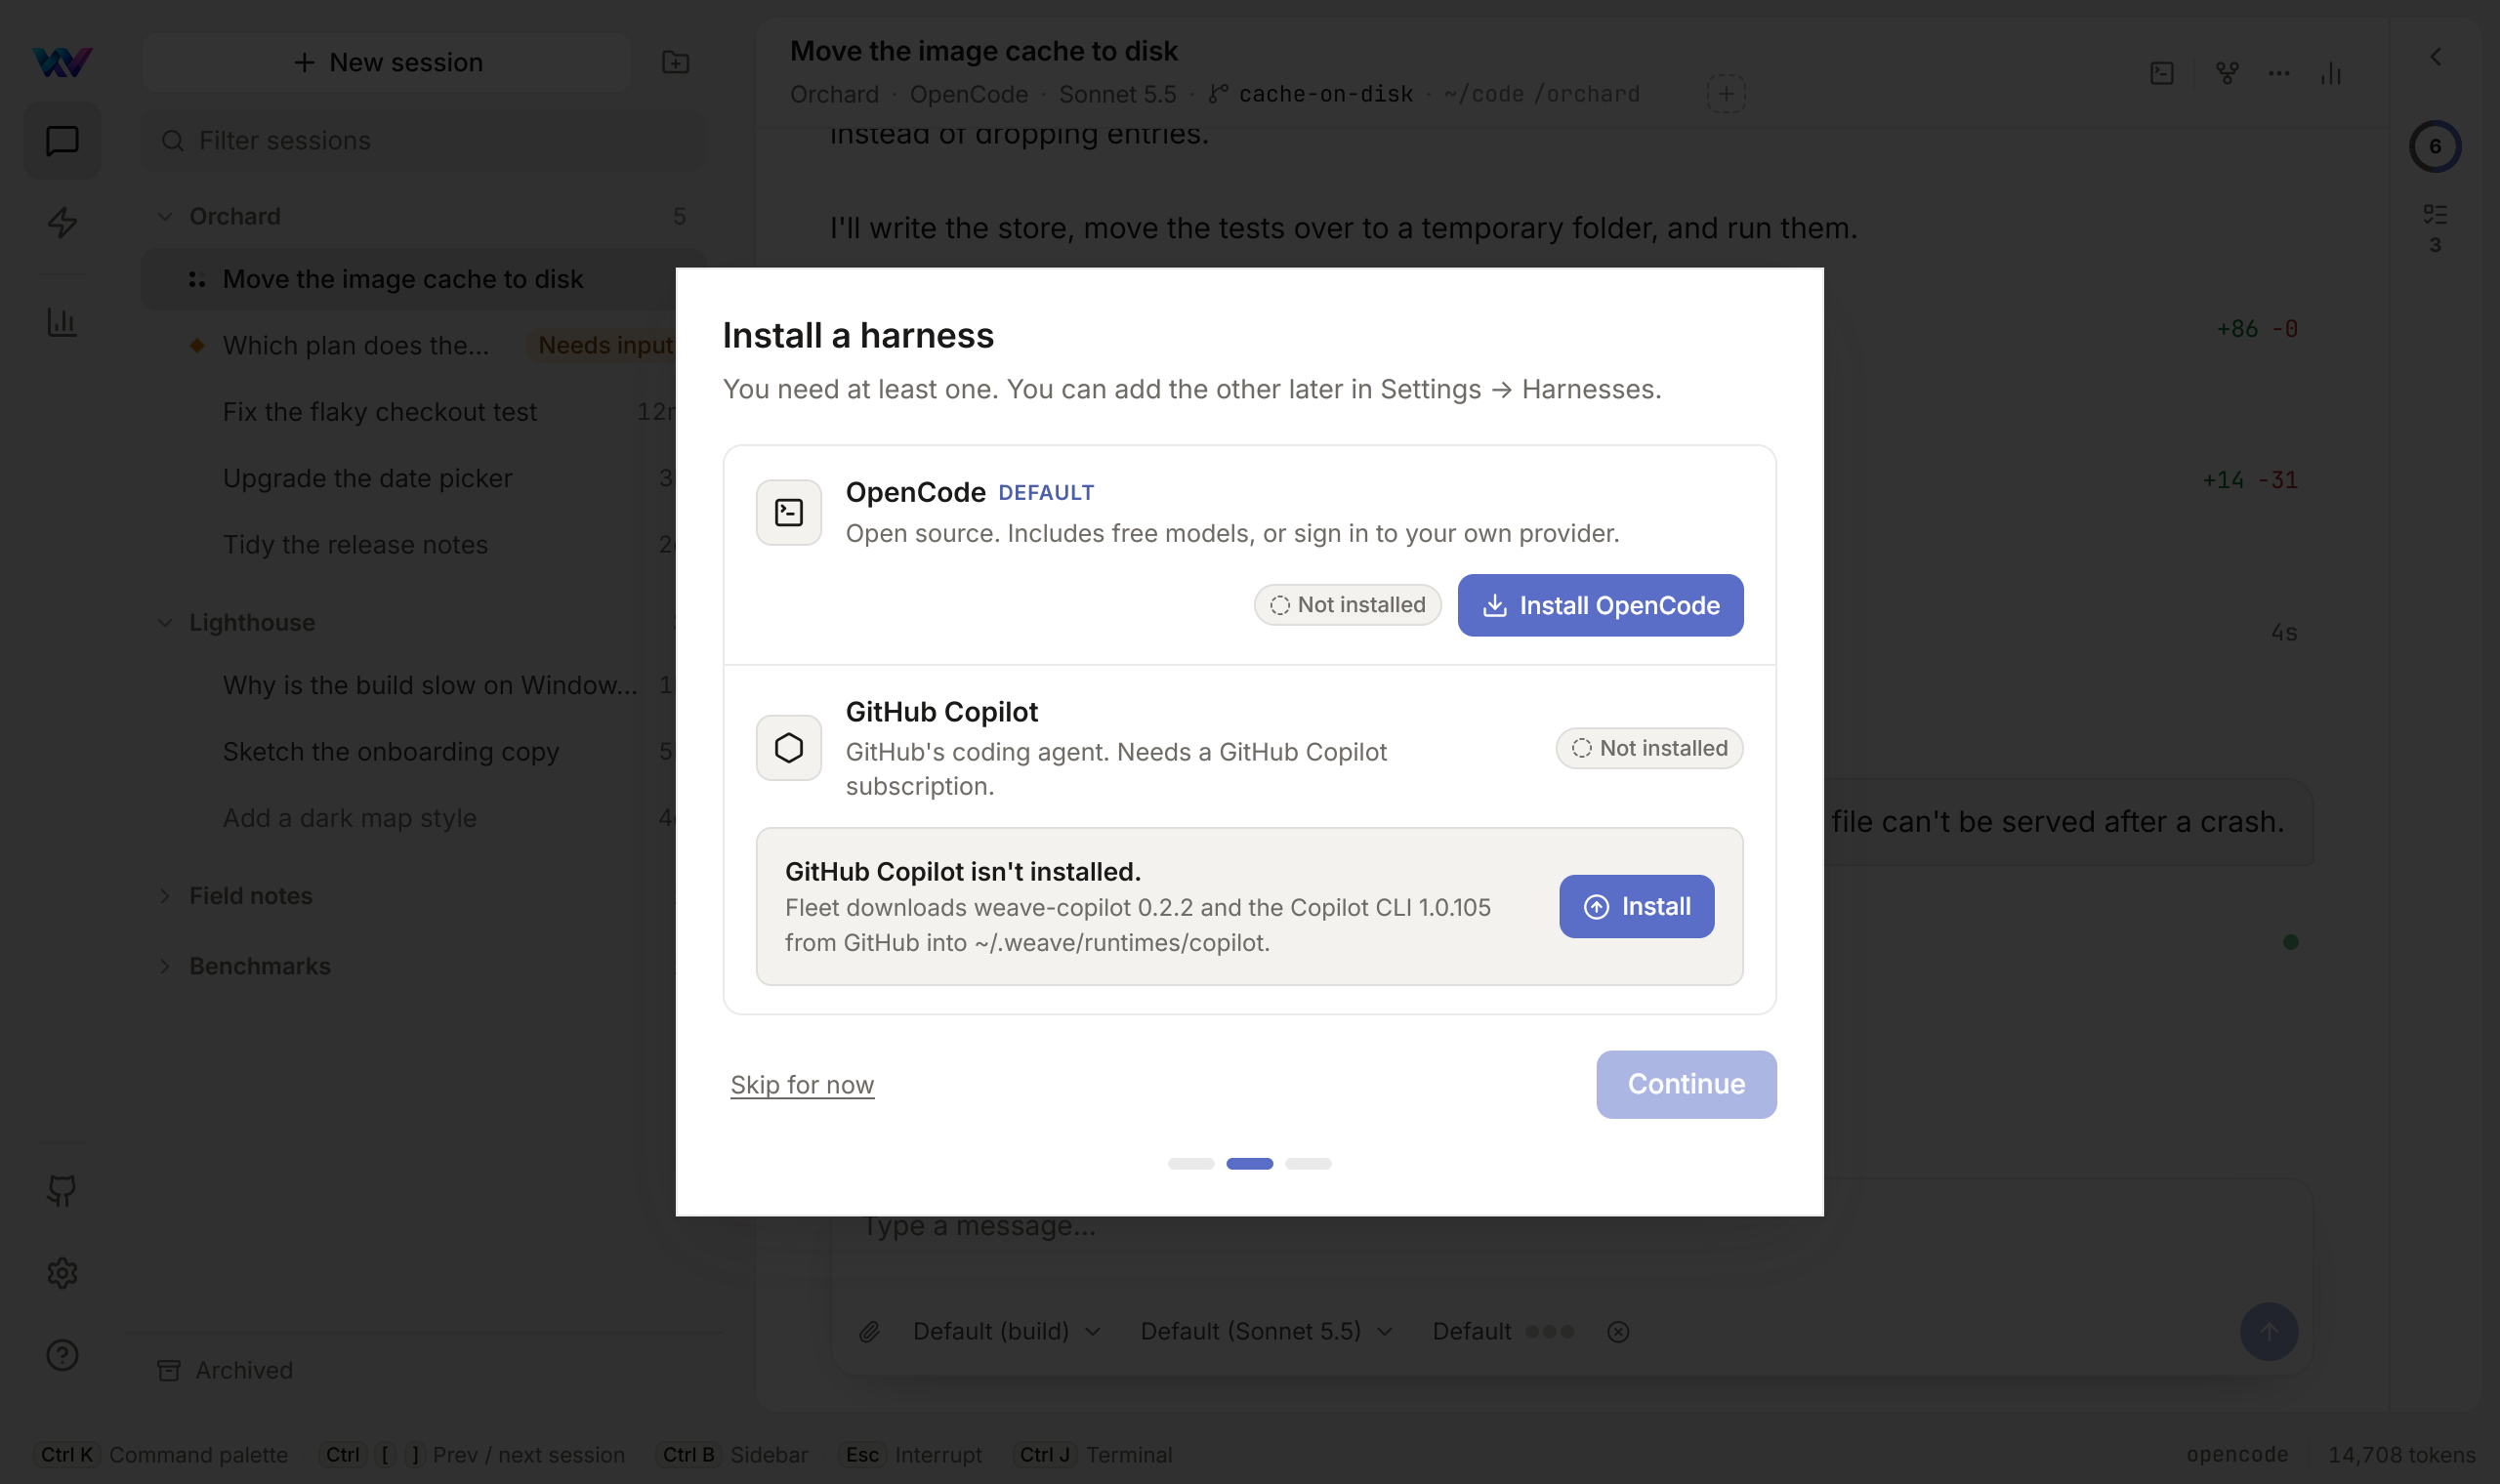 New session
Filter sessions
Orchard 5
Move the image cache to disk
Which plan does the... Needs input
Fix the flaky checkout test
Upgrade the date picker 3
Tidy the release notes 2
Lighthouse
Why is the build slow on Window... 1
Sketch the onboarding copy 5
Add a dark map style 4
Field notes
Benchmarks
Archived
Move the image cache to disk
Orchard · OpenCode · Sonnet 5.5 · cache-on-disk · ~/code /orchard
instead of dropping entries.
I'll write the store, move the tests over to a temporary folder, and run them.
+86 -0
+14 -31
4s
file can't be served after a crash.
6
3
Install a harness
You need at least one. You can add the other later in Settings → Harnesses.
OpenCode DEFAULT
Open source. Includes free models, or sign in to your own provider.
Not installed
Install OpenCode
GitHub Copilot
GitHub's coding agent. Needs a GitHub Copilot
subscription.
Not installed
GitHub Copilot isn't installed.
Fleet downloads weave-copilot 0.2.2 and the Copilot CLI 1.0.105
from GitHub into ~/.weave/runtimes/copilot.
Install
Skip for now
Continue
Type a message...
Default (build)
Default (Sonnet 5.5)
Default
Ctrl K Command palette Ctrl [ ] Prev / next session Ctrl B Sidebar Esc Interrupt Ctrl J Terminal
opencode 14,708 tokens